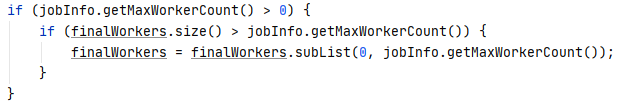 if (jobInfo.getMaxWorkerCount() > 0) {
    if (finalWorkers.size() > jobInfo.getMaxWorkerCount()) {
        finalWorkers = finalWorkers.subList(0, jobInfo.getMaxWorkerCount());
    }
}